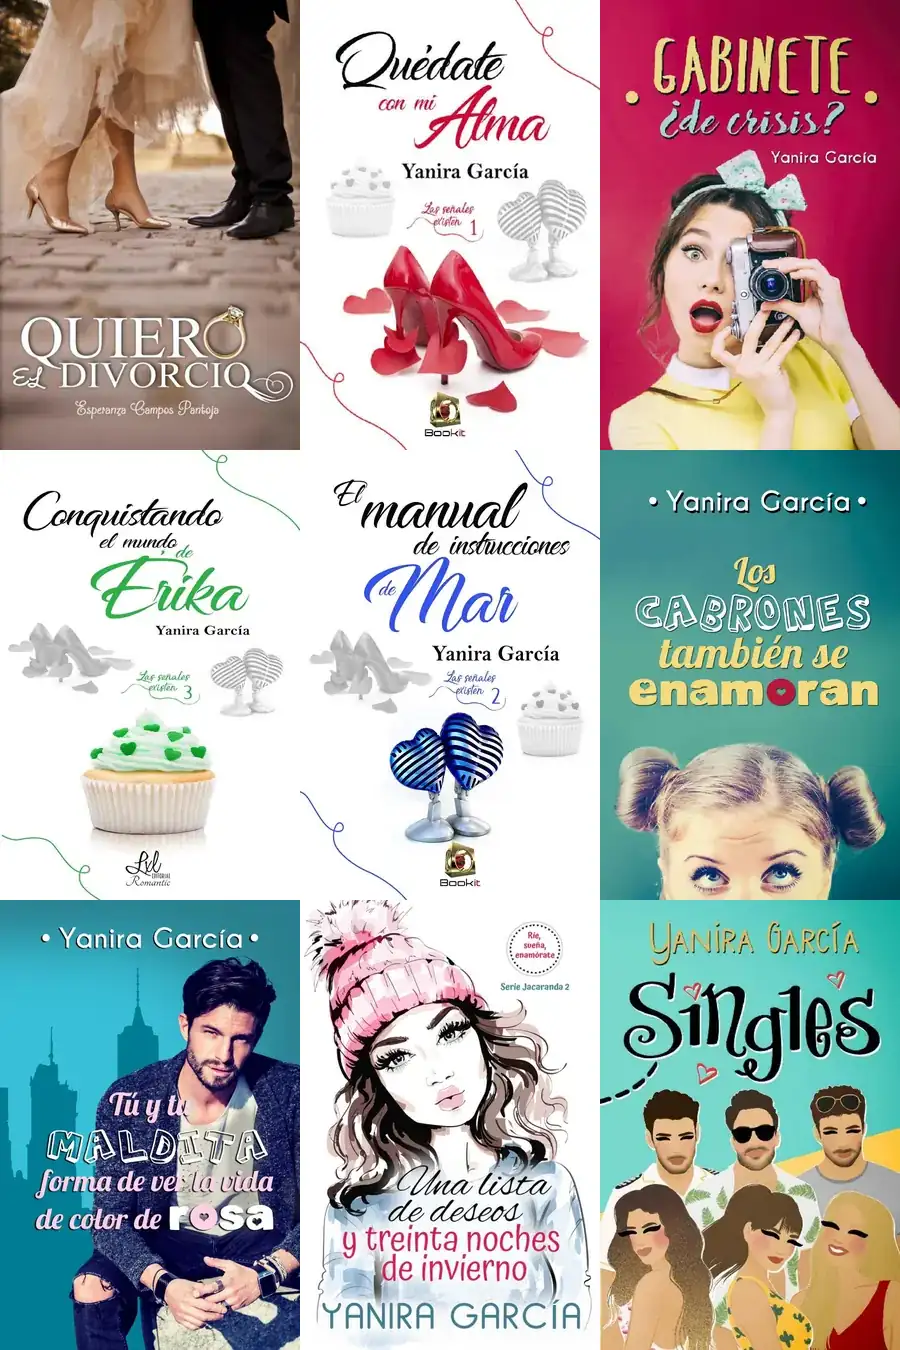 QUIERO
EL DIVORCIO
Esperanza Campos Pantoja
Quédate
con mi
Alma
Yanira García
Las señales
existen 1
Bookit
GABINETE
¿de crisis?
Yanira García
Conquistando
el mundo
de
Erika
Yanira García
Las señales
existen 3
LxL
EDITORIAL
Romantic
El manual
de instrucciones
de
Mar
Yanira García
Las señales
existen 2
Bookit
• Yanira García •
Los
CABRONES
también se
enamoran
• Yanira García •
Tú y tu
MALDITA
forma de ver la vida
de color de rosa
Ríe,
sueña,
enamórate
Serie Jacaranda 2
Una lista
de deseos
y treinta noches
de invierno
YANIRA GARCÍA
YANIRA GARCÍA
Singles